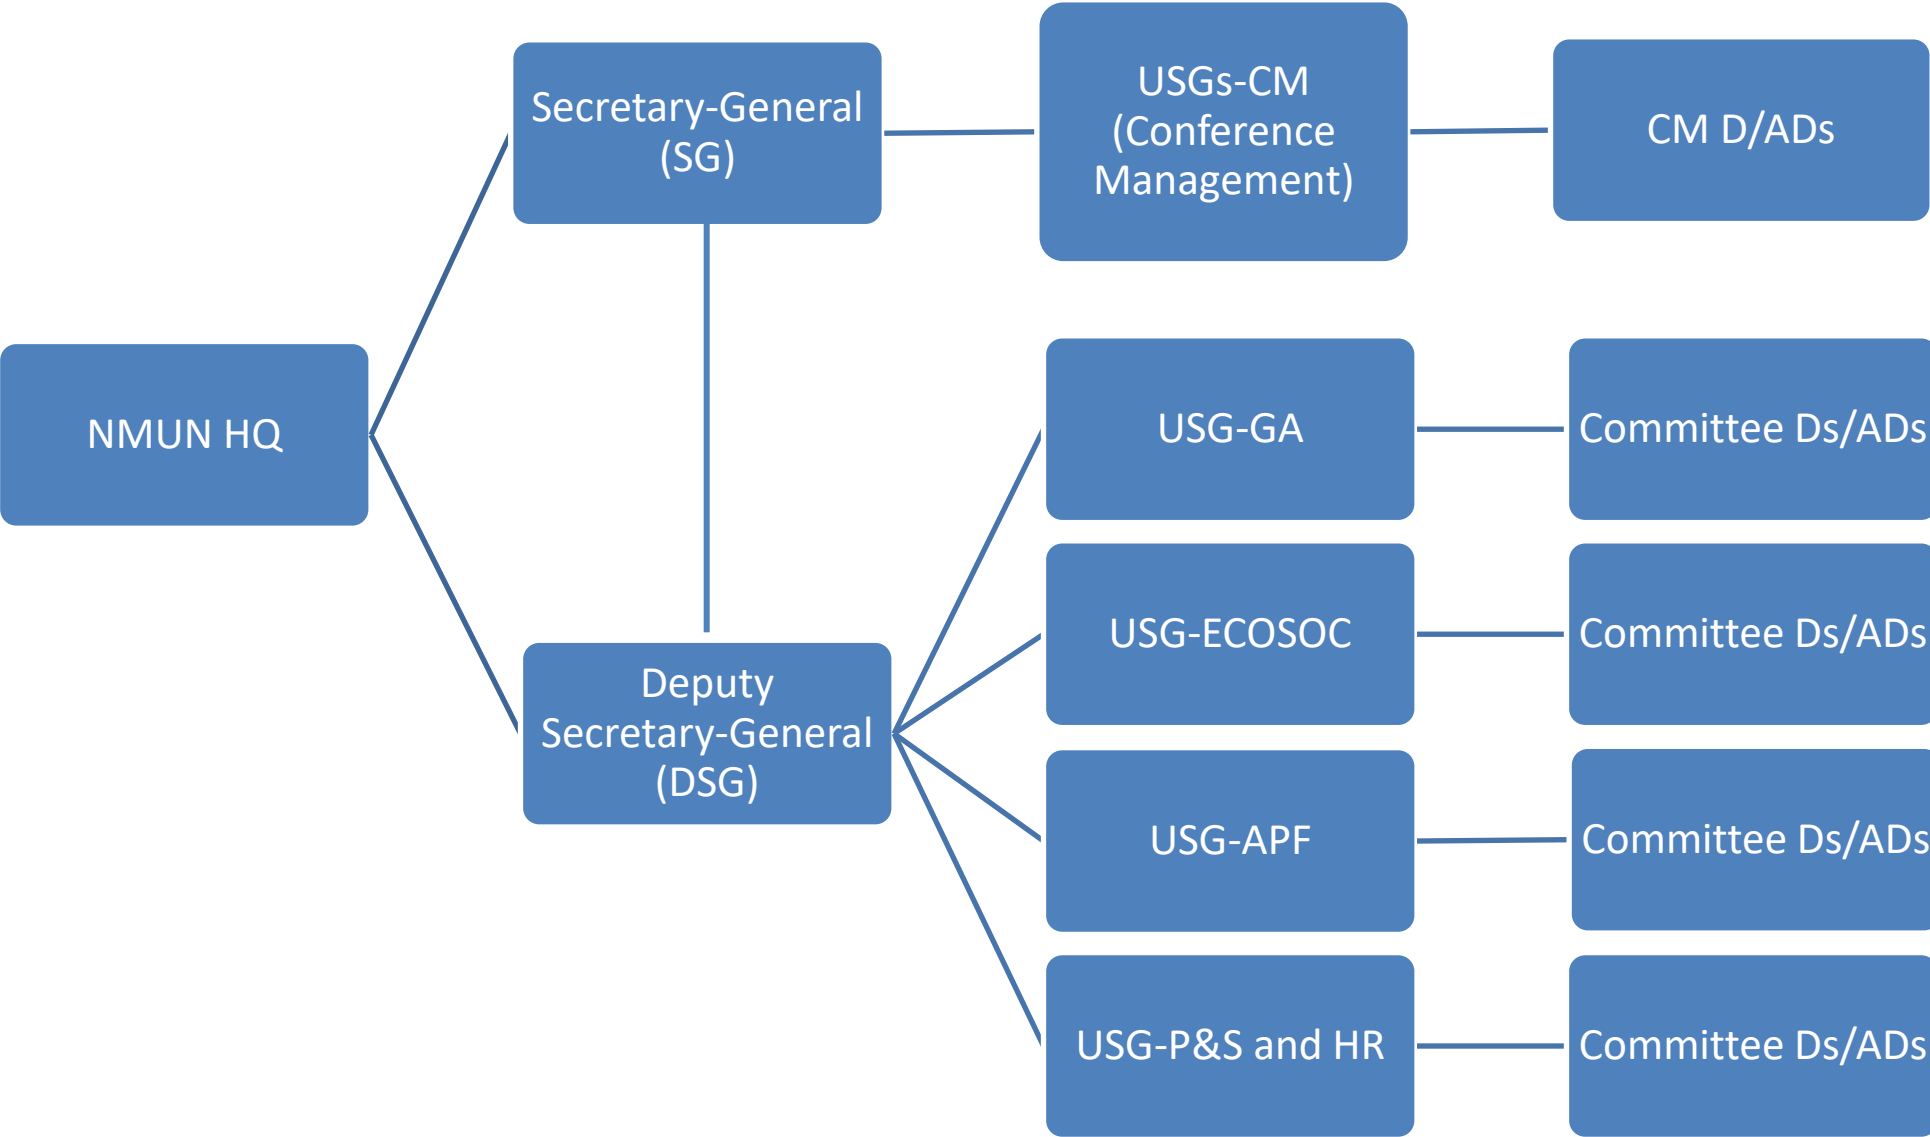 NMUN HQ
Secretary-General
(SG)
USGs-CM
(Conference
Management)
CM D/ADs
Deputy
Secretary-General
(DSG)
USG-GA
Committee Ds/ADs
USG-ECOSOC
Committee Ds/ADs
USG-APF
Committee Ds/ADs
USG-P&S and HR
Committee Ds/ADs